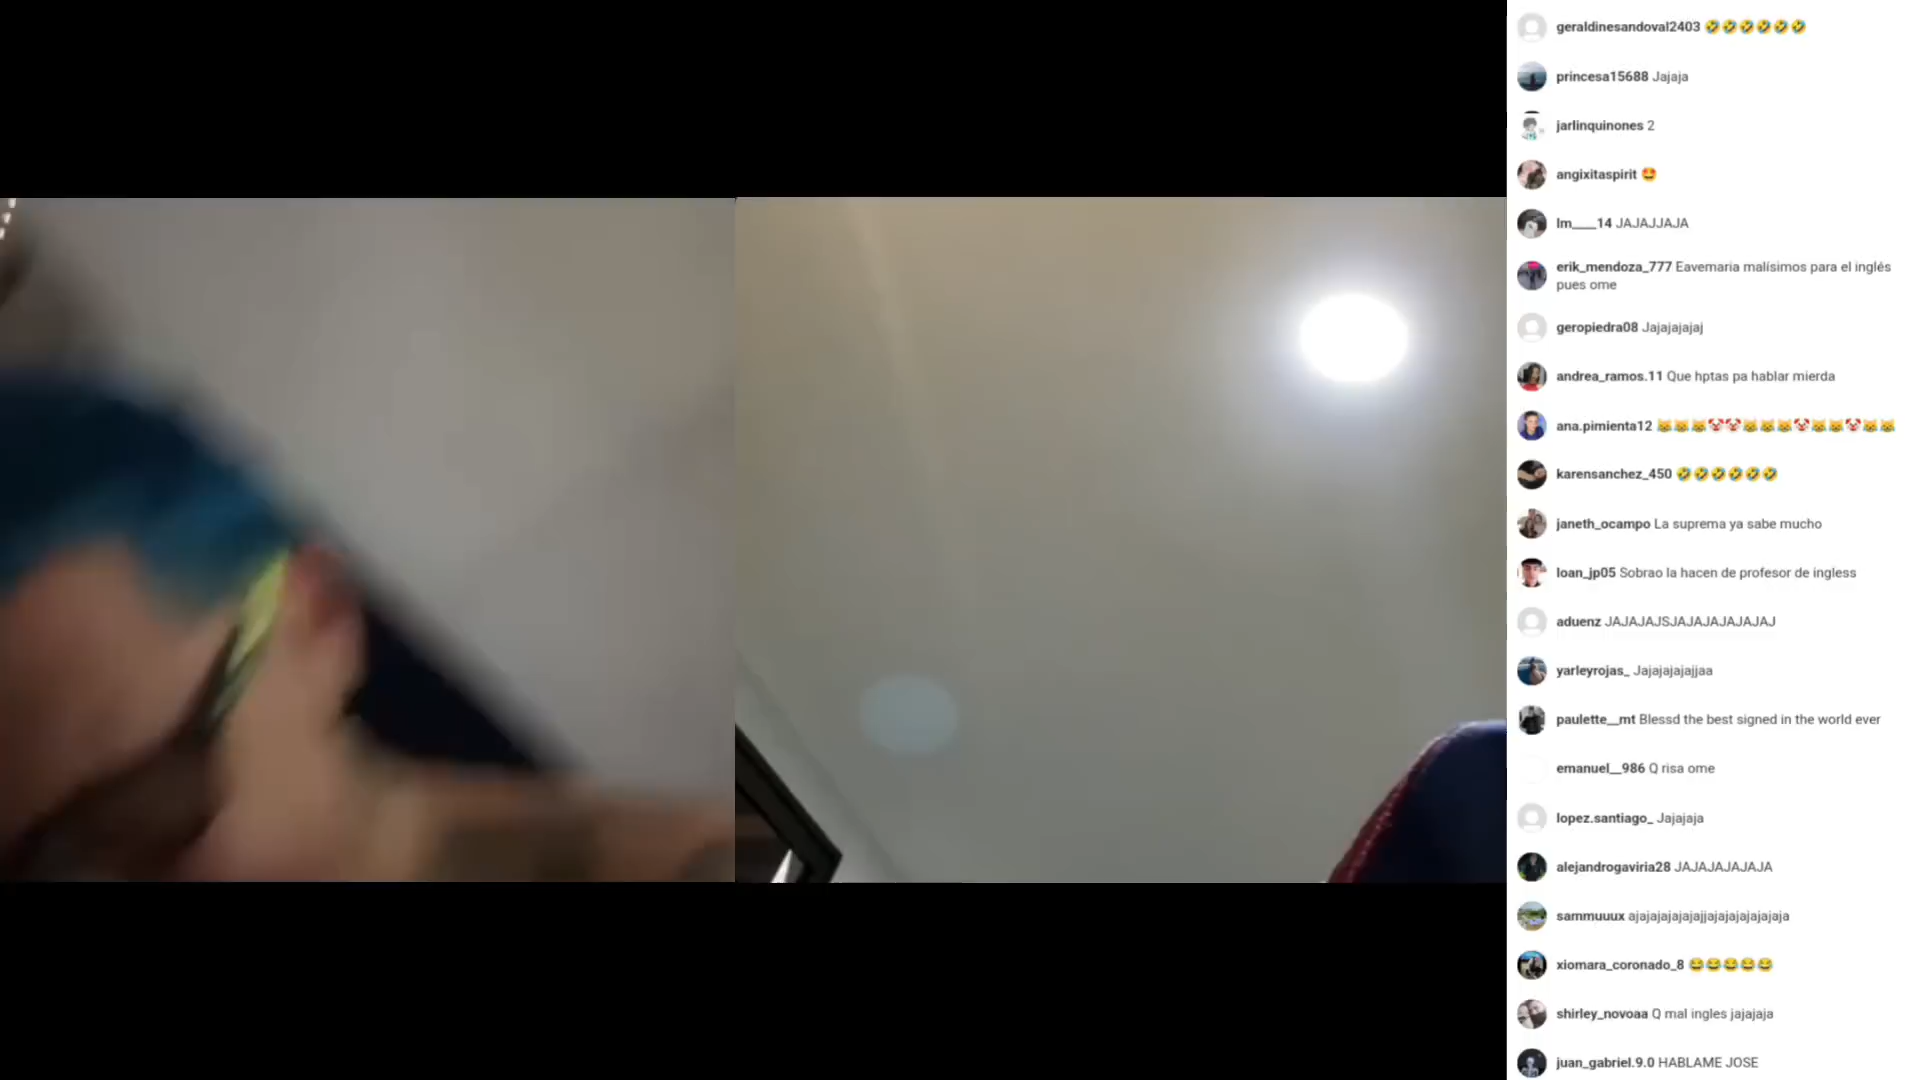 geraldinesandoval2403 🤣🤣🤣🤣🤣🤣
princesa15688 Jajaja
jarlinquinones 2
angixitaspirit 🤩
lm____14 JAJAJJAJA
erik_mendoza_777 Eavemaria malísimos para el inglés
pues ome
geropiedra08 Jajajajajaj
andrea_ramos.11 Que hptas pa hablar mierda
ana.pimienta12 😹😹😹🤡🤡😹😹😹🤡😹😹🤡😹😹
karensanchez_450 🤣🤣🤣🤣🤣🤣
janeth_ocampo La suprema ya sabe mucho
loan_jp05 Sobrao la hacen de profesor de ingless
aduenz JAJAJAJSJAJAJAJAJAJAJ
yarleyrojas_ Jajajajajajjaa
paulette__mt Blessd the best signed in the world ever
emanuel__986 Q risa ome
lopez.santiago_ Jajajaja
alejandrogaviria28 JAJAJAJAJAJA
sammuuux ajajajajajajajjajajajajajajaja
xiomara_coronado_8 😂😂😂😂😂
shirley_novoaa Q mal ingles jajajaja
juan_gabriel.9.0 HABLAME JOSE